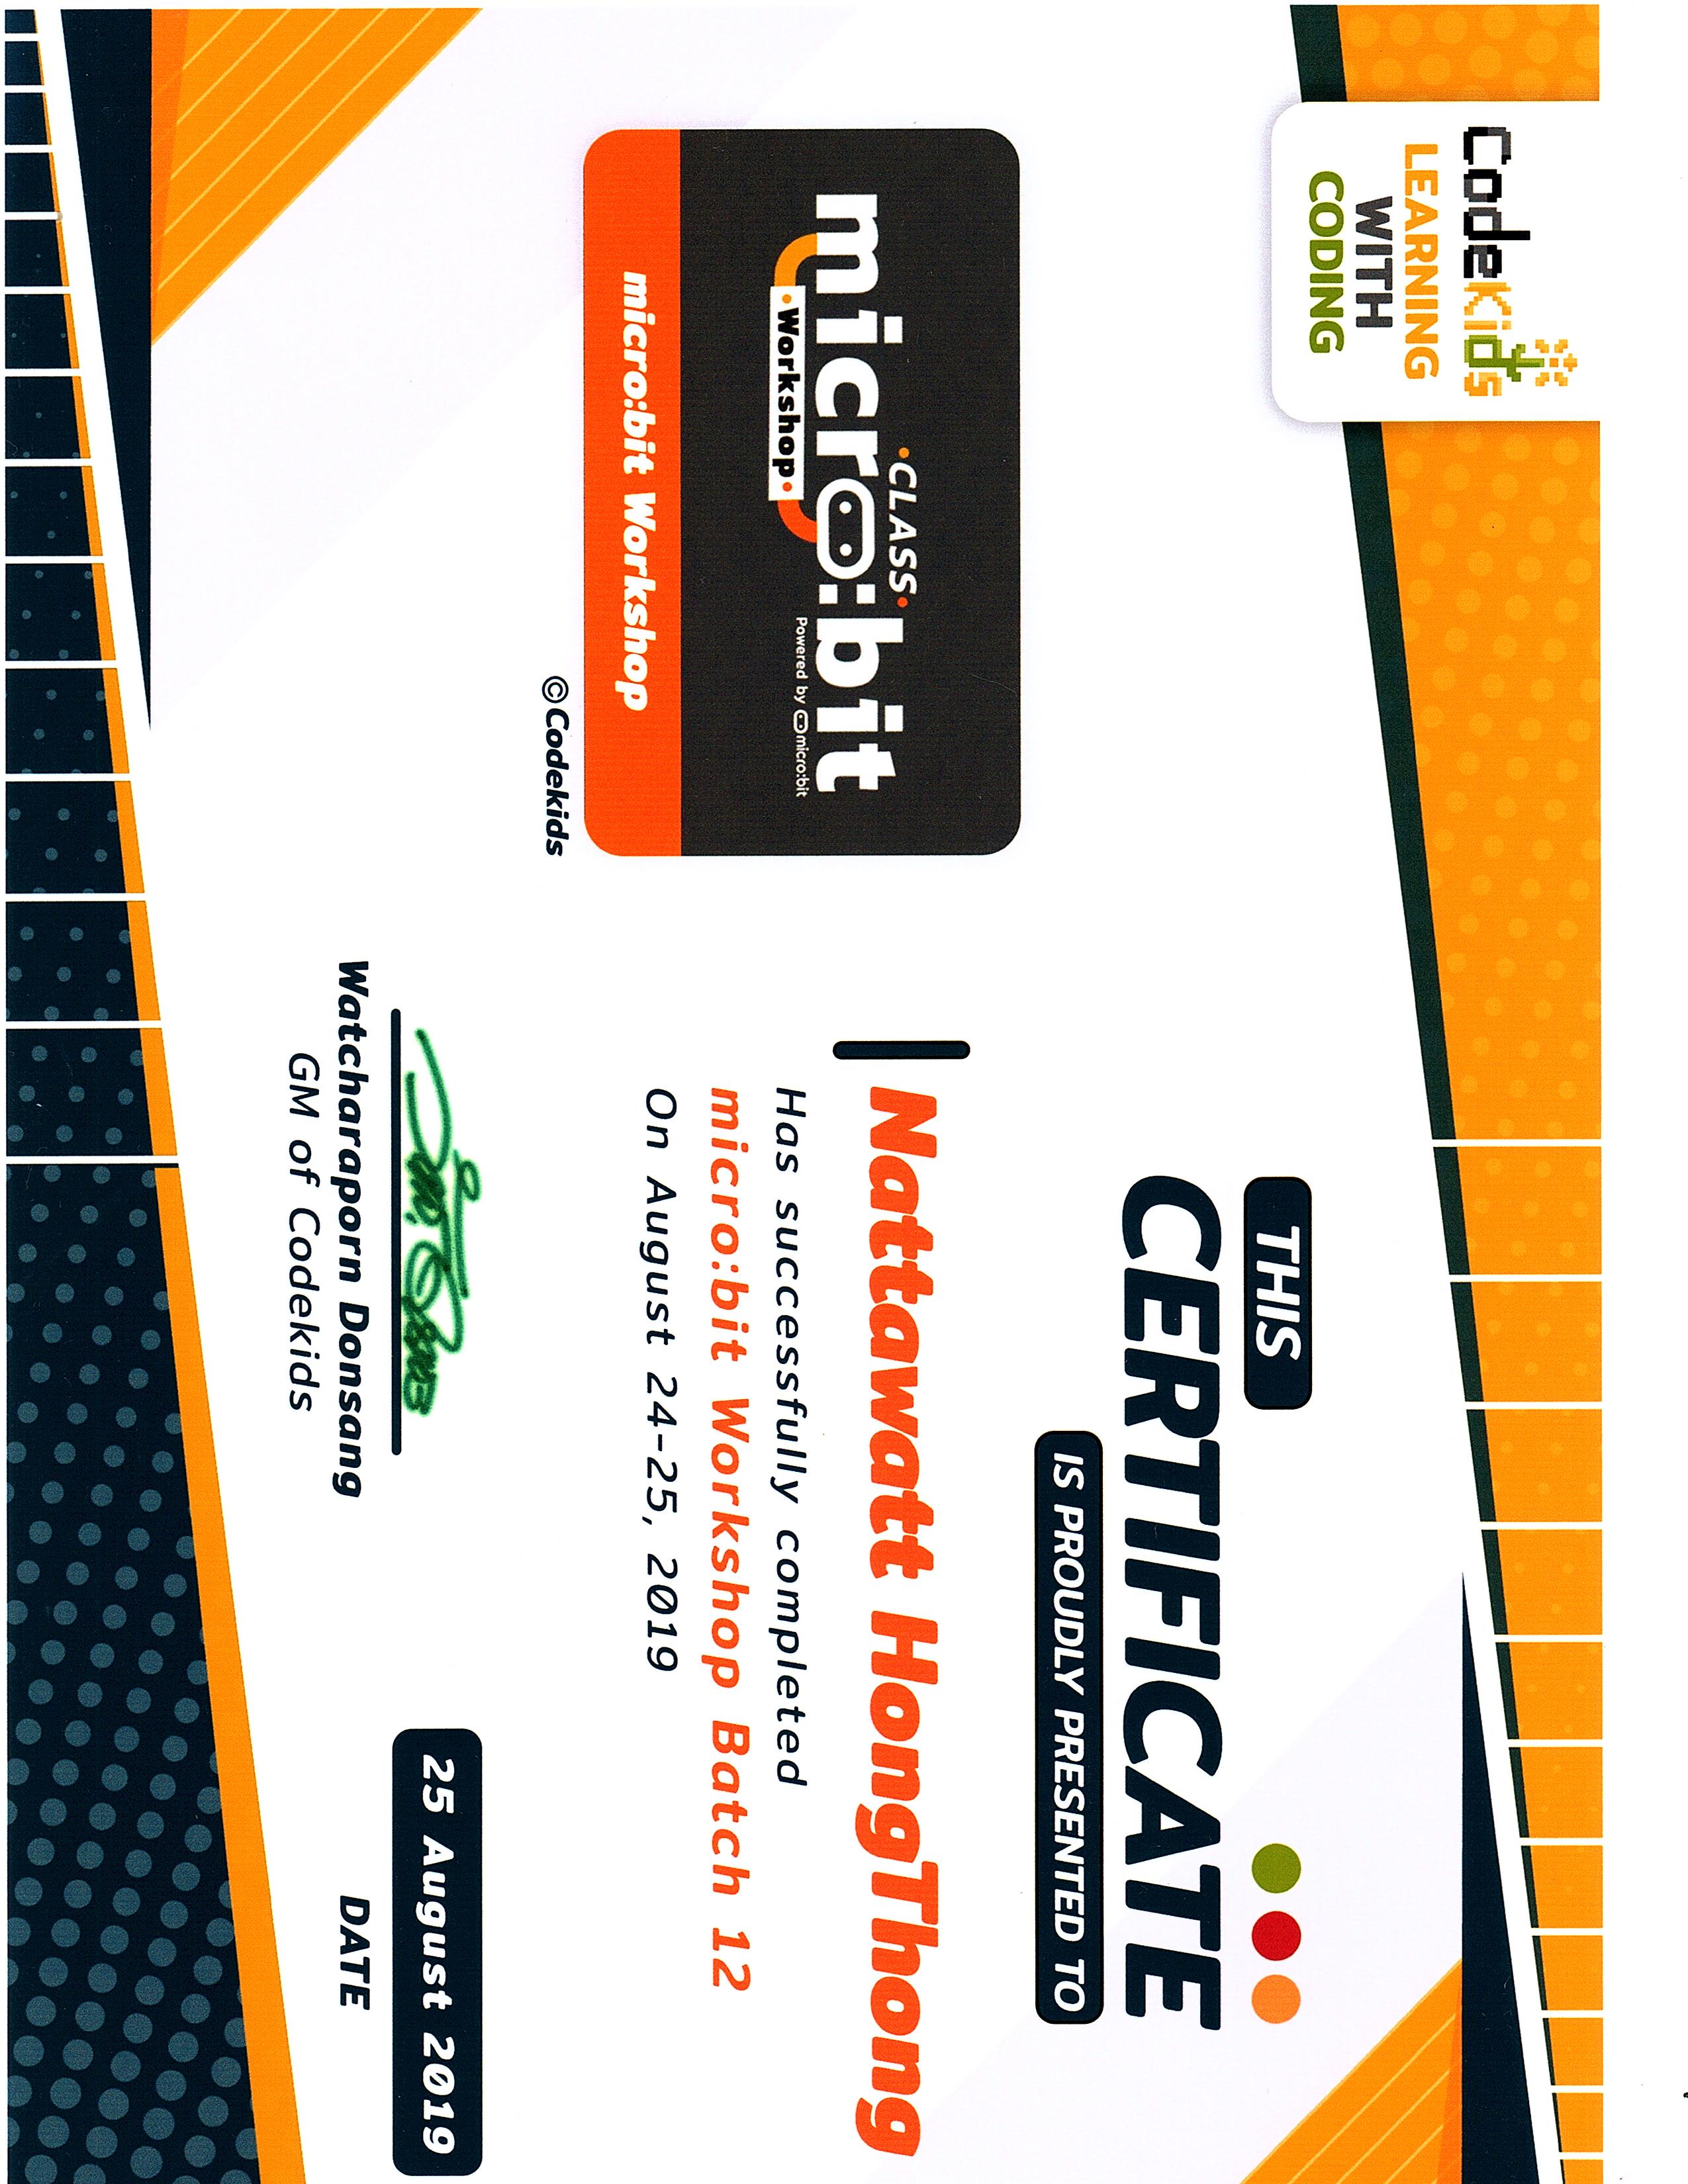 CodeKids
LEARNING
WITH
CODING
THIS
CERTIFICATE
IS PROUDLY PRESENTED TO
•CLASS•
micro:bit
•Workshop•
Powered by micro:bit
micro:bit Workshop
©Codekids
Nattawatt HongThong
Has successfully completed
micro:bit Workshop Batch 12
On August 24-25, 2019
Watcharaporn Donsang
GM of Codekids
25 August 2019
DATE